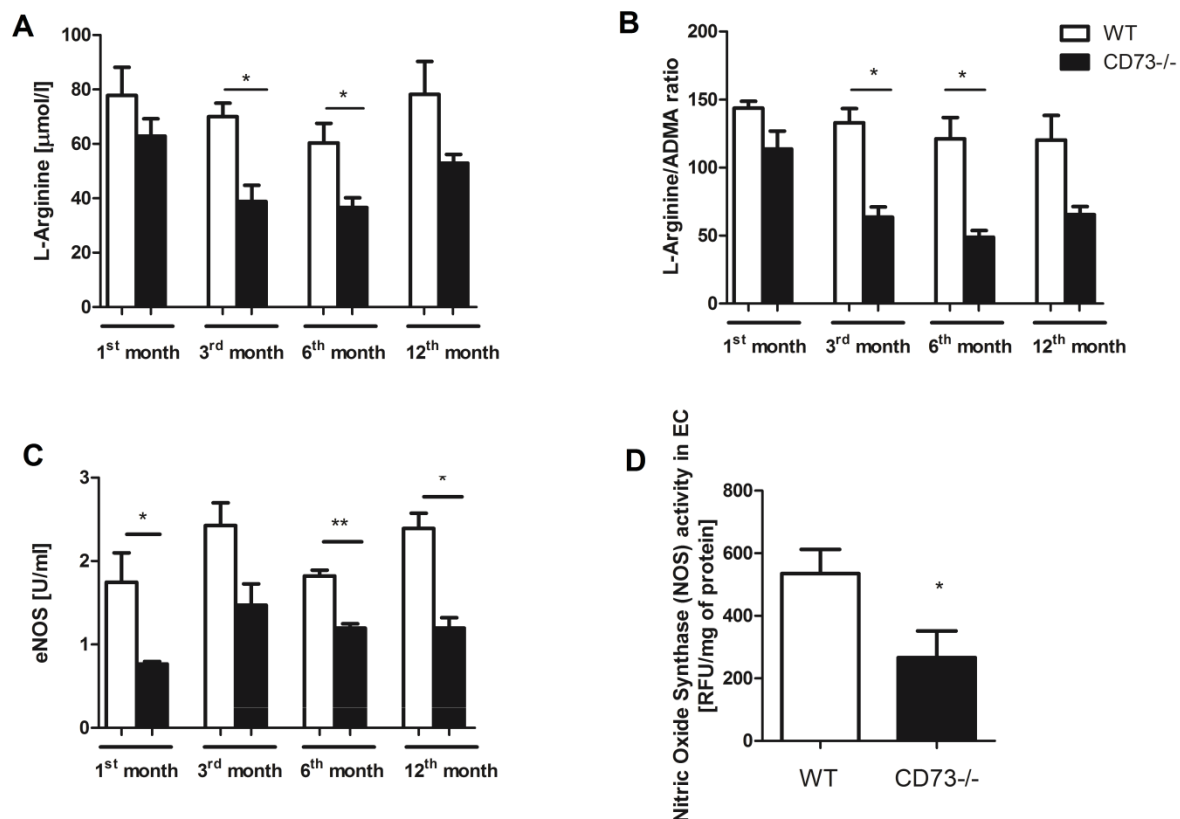 A
L-Arginine [μmol/l]
100
80
60
40
20
0
*
*
1st month 3rd month 6th month 12th month
B
L-Arginine/ADMA ratio
200
150
100
50
0
*
*
WT
CD73-/-
1st month 3rd month 6th month 12th month
C
eNOS [U/ml]
3
2
1
0
*
**
*
1st month 3rd month 6th month 12th month
D
Nitric Oxide Synthase (NOS) activity in EC
[RFU/mg of protein]
800
600
400
200
0
*
WT CD73-/-